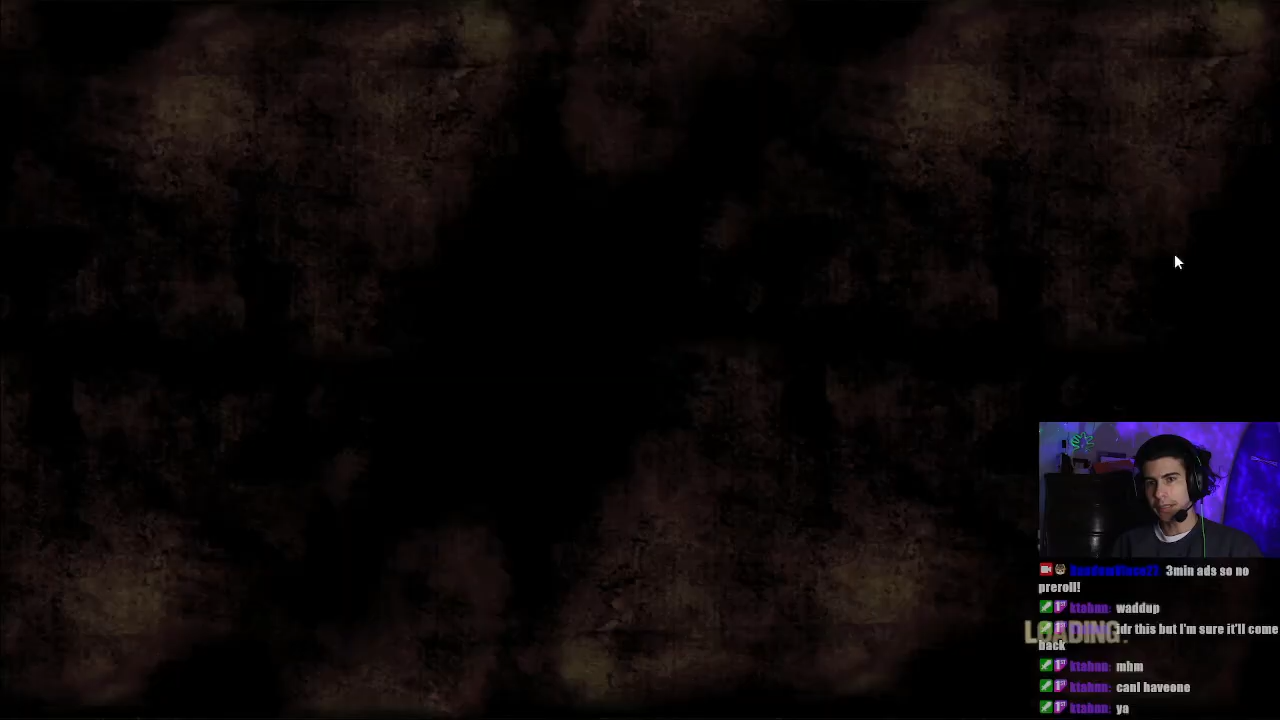 3min ads so no
preroll!
ktahnn: waddup
LOADING.
idr this but I'm sure it'll come
back
ktahnn: mhm
ktahnn: canI haveone
ktahnn: ya